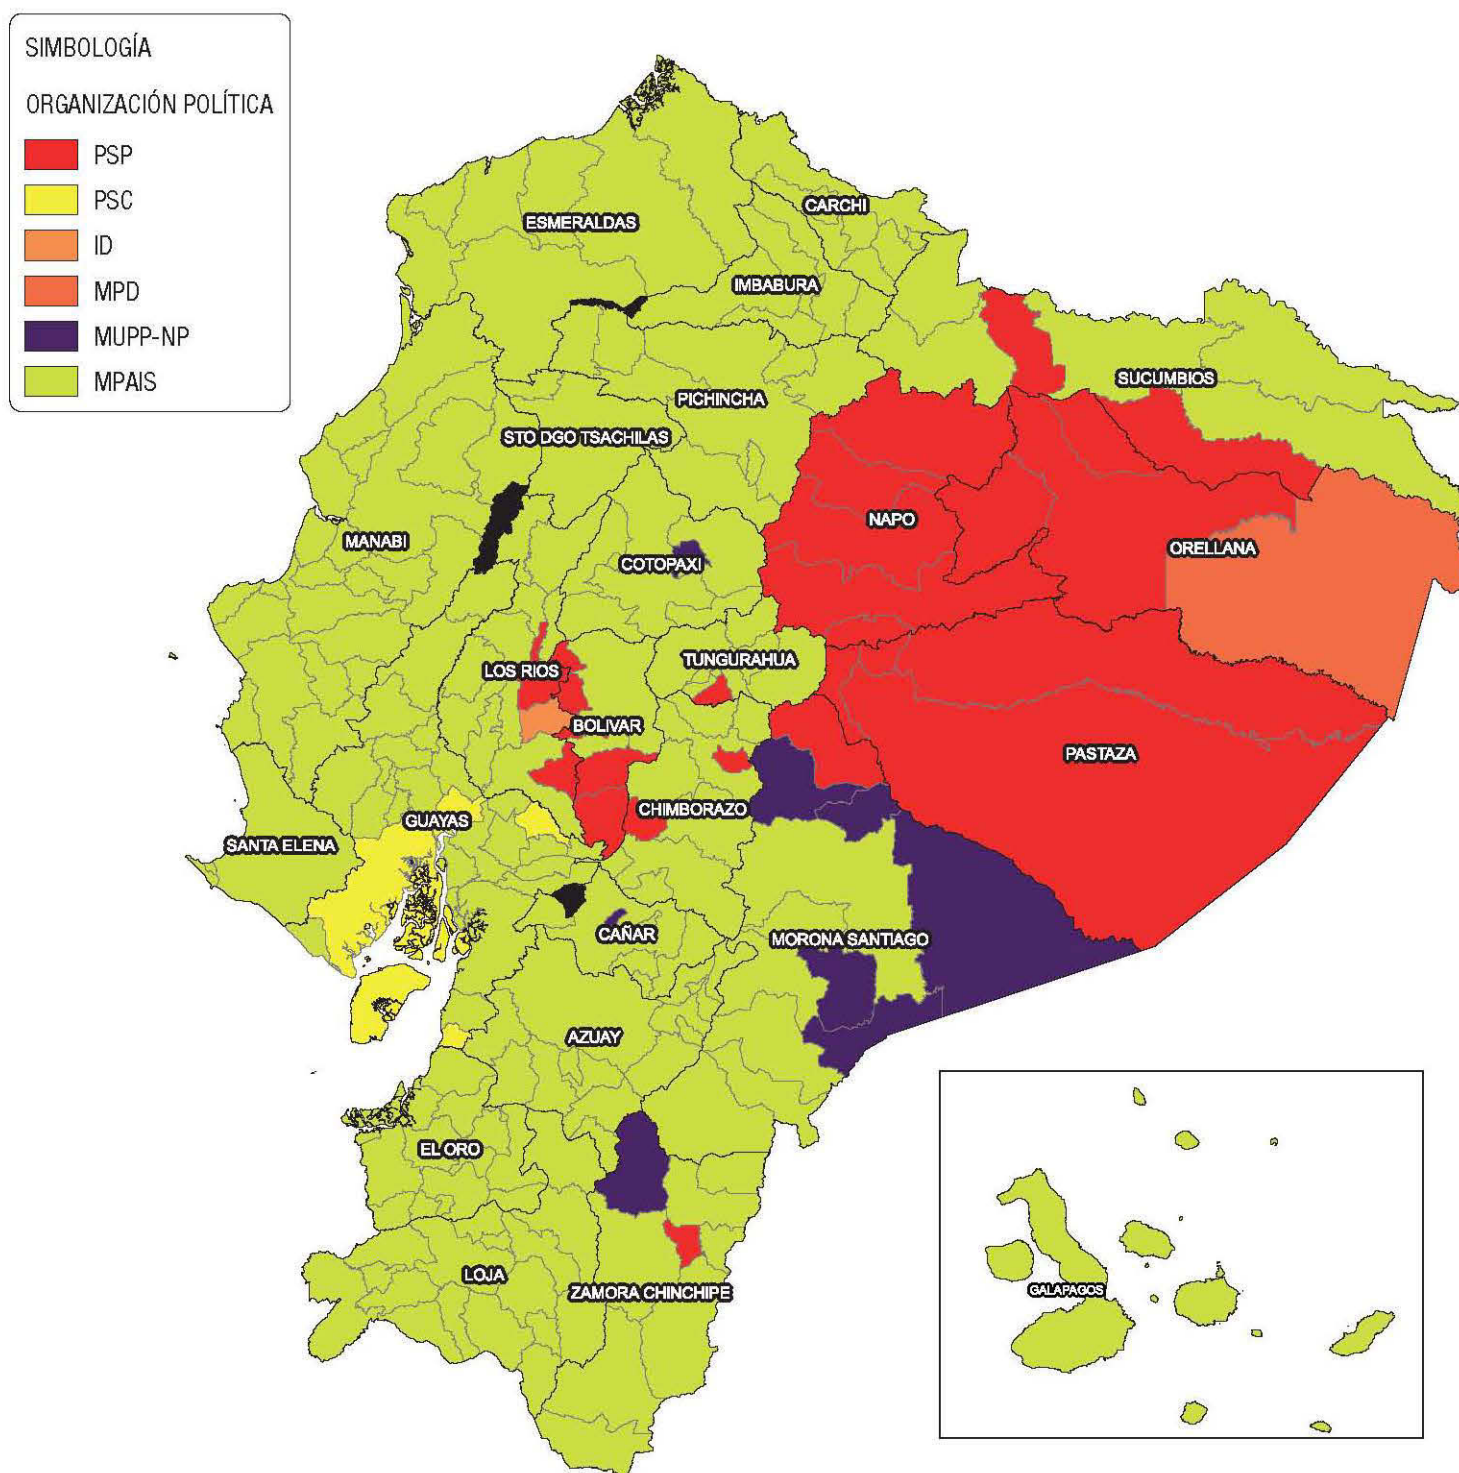 SIMBOLOGÍA
ORGANIZACIÓN POLÍTICA
PSP
PSC
ID
MPD
MUPP-NP
MPAIS
CARCHI
ESMERALDAS
IMBABURA
SUCUMBIOS
PICHINCHA
STO DGO TSACHILAS
NAPO
MANABI
ORELLANA
COTOPAXI
TUNGURAHUA
LOS RIOS
BOLIVAR
PASTAZA
CHIMBORAZO
GUAYAS
SANTA ELENA
CAÑAR
MORONA SANTIAGO
AZUAY
EL ORO
LOJA
ZAMORA CHINCHIPE
GALAPAGOS